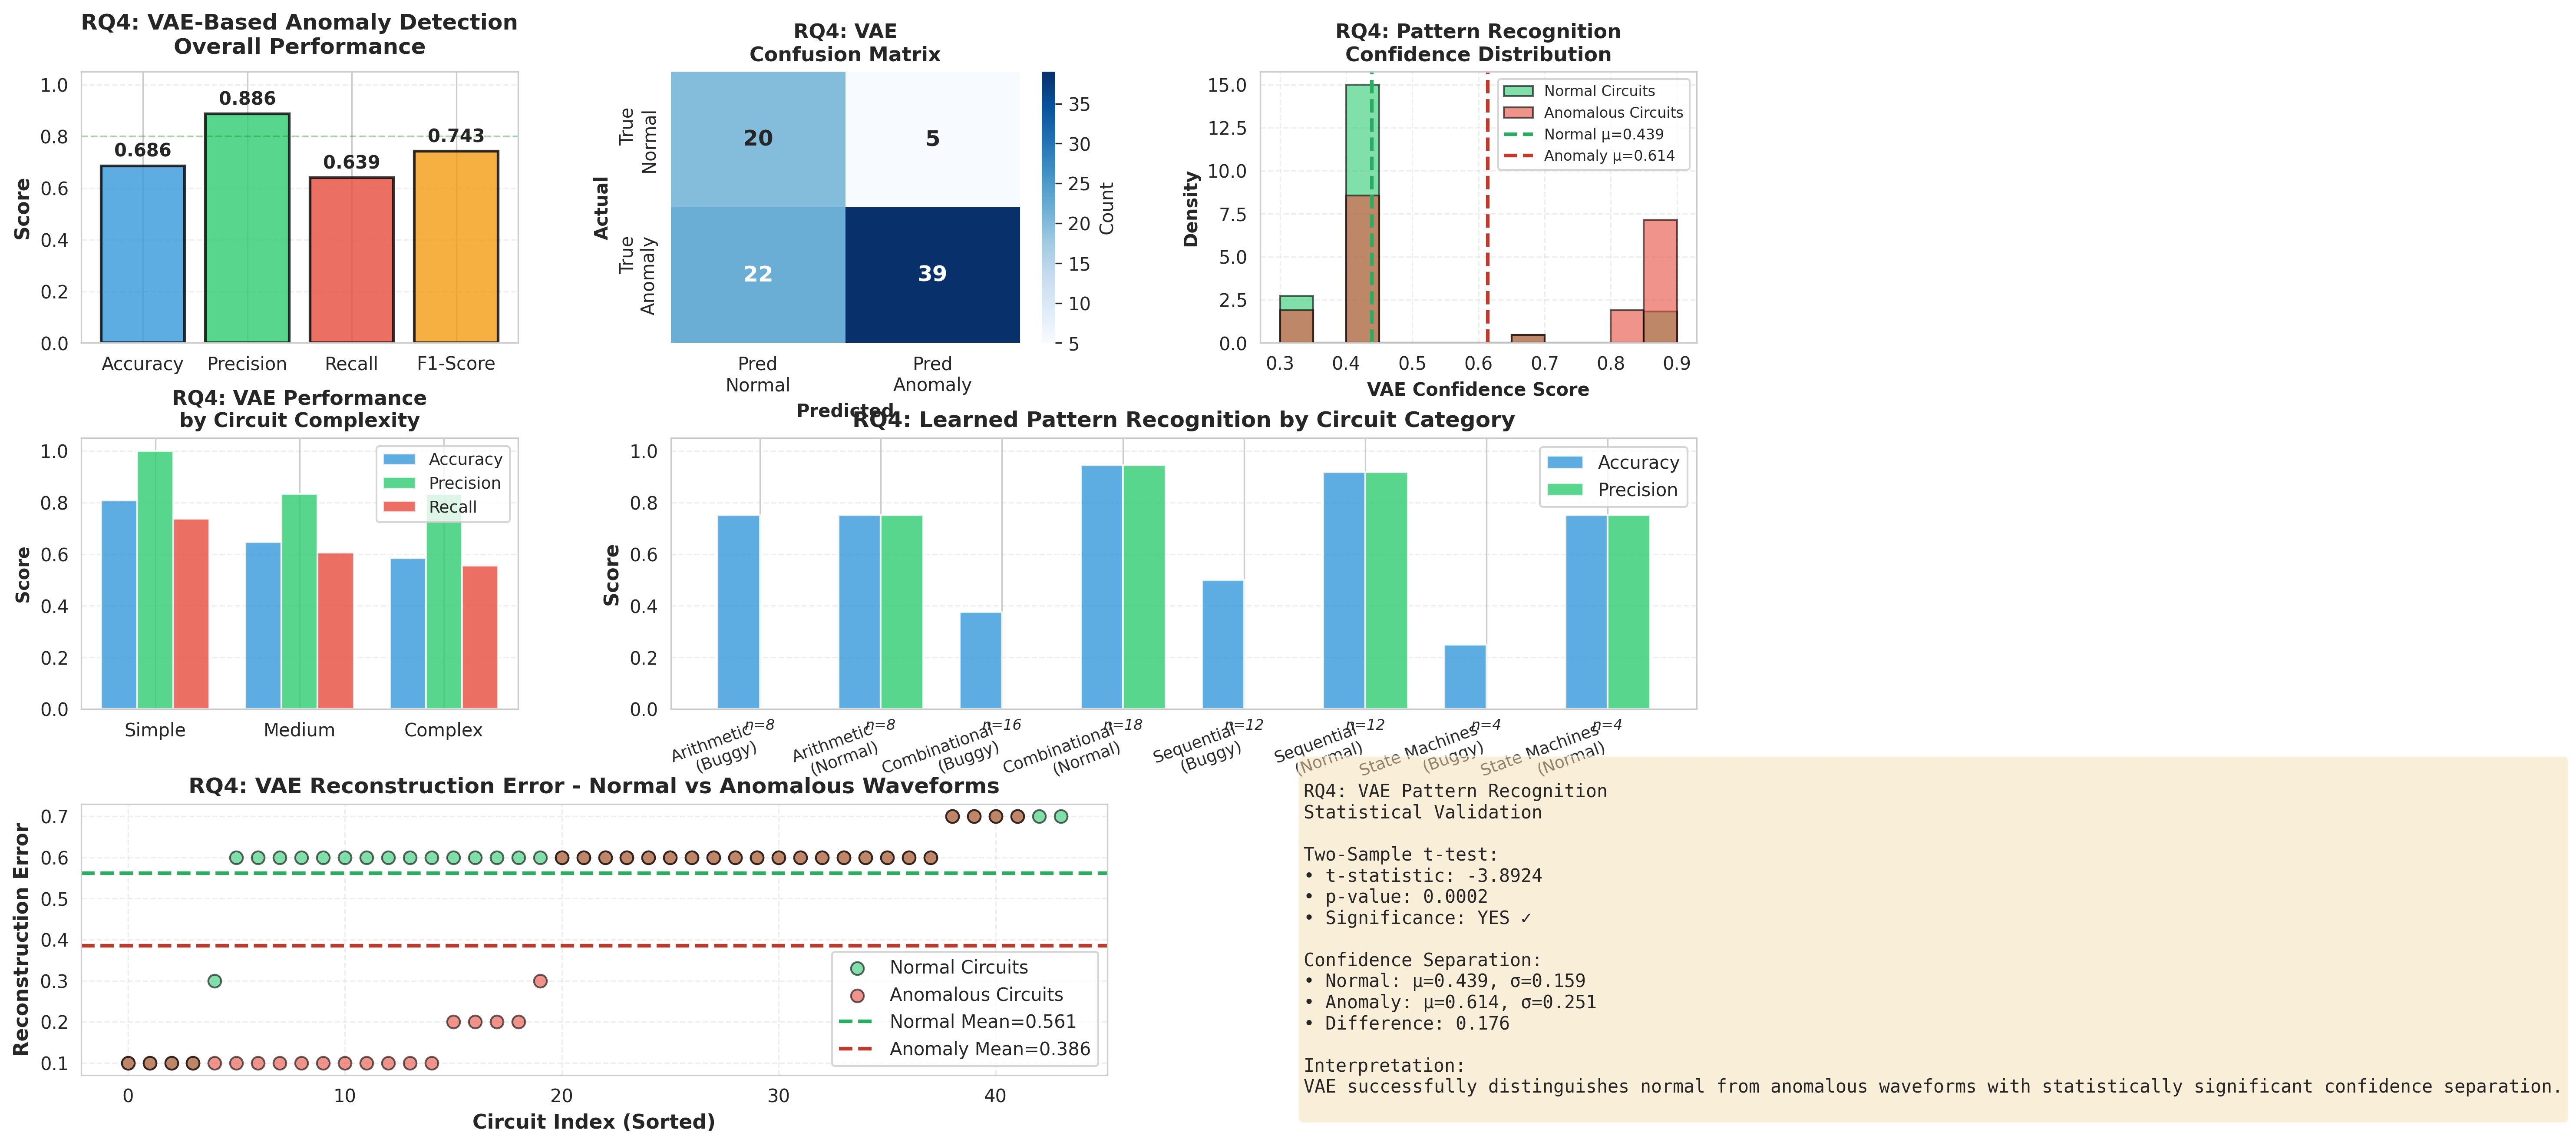 RQ4: VAE-Based Anomaly Detection
Overall Performance
Score
1.0
0.8
0.6
0.4
0.2
0.0
0.686
0.886
0.639
0.743
Accuracy
Precision
Recall
F1-Score
RQ4: VAE
Confusion Matrix
Actual
True
Normal
True
Anomaly
20
5
22
39
Pred
Normal
Pred
Anomaly
Predicted
35
30
25
20
15
10
5
Count
RQ4: Pattern Recognition
Confidence Distribution
Density
15.0
12.5
10.0
7.5
5.0
2.5
0.0
Normal Circuits
Anomalous Circuits
Normal μ=0.439
Anomaly μ=0.614
0.3
0.4
0.5
0.6
0.7
0.8
0.9
VAE Confidence Score
RQ4: VAE Performance
by Circuit Complexity
Score
1.0
0.8
0.6
0.4
0.2
0.0
Accuracy
Precision
Recall
Simple
Medium
Complex
RQ4: Learned Pattern Recognition by Circuit Category
Score
1.0
0.8
0.6
0.4
0.2
0.0
Accuracy
Precision
n=8
n=8
n=16
n=18
n=12
n=12
n=4
n=4
Arithmetic
(Buggy)
Arithmetic
(Normal)
Combinational
(Buggy)
Combinational
(Normal)
Sequential
(Buggy)
Sequential
(Normal)
State Machines
(Buggy)
State Machines
(Normal)
RQ4: VAE Reconstruction Error - Normal vs Anomalous Waveforms
Reconstruction Error
0.7
0.6
0.5
0.4
0.3
0.2
0.1
Normal Circuits
Anomalous Circuits
Normal Mean=0.561
Anomaly Mean=0.386
0
10
20
30
40
Circuit Index (Sorted)
RQ4: VAE Pattern Recognition
Statistical Validation
Two-Sample t-test:
• t-statistic: -3.8924
• p-value: 0.0002
• Significance: YES ✓
Confidence Separation:
• Normal: μ=0.439, σ=0.159
• Anomaly: μ=0.614, σ=0.251
• Difference: 0.176
Interpretation:
VAE successfully distinguishes normal from anomalous waveforms with statistically significant confidence separation.